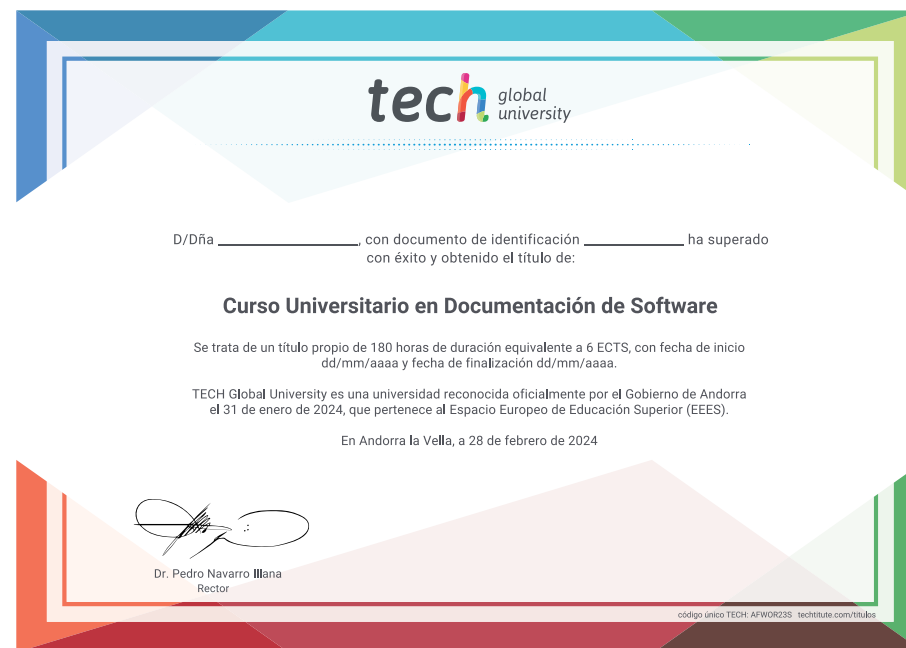 tech global university
D/Dña ____________________, con documento de identificación ______________ ha superado
con éxito y obtenido el título de:
Curso Universitario en Documentación de Software
Se trata de un título propio de 180 horas de duración equivalente a 6 ECTS, con fecha de inicio
dd/mm/aaaa y fecha de finalización dd/mm/aaaa.
TECH Global University es una universidad reconocida oficialmente por el Gobierno de Andorra
el 31 de enero de 2024, que pertenece al Espacio Europeo de Educación Superior (EEES).
En Andorra la Vella, a 28 de febrero de 2024
Dr. Pedro Navarro Illana
Rector
código único TECH: AFWOR23S techtitute.com/titulos